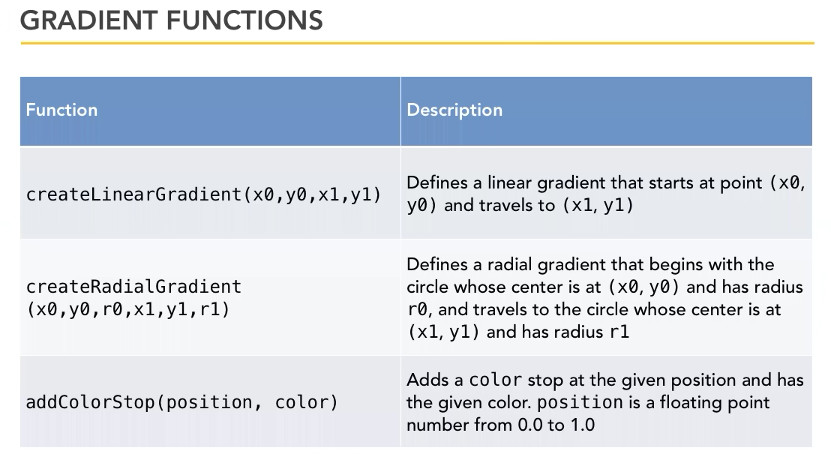 GRADIENT FUNCTIONS
Function
Description
createLinearGradient(x0,y0,x1,y1)
Defines a linear gradient that starts at point (x0,
y0) and travels to (x1, y1)
createRadialGradient
(x0,y0,r0,x1,y1,r1)
Defines a radial gradient that begins with the
circle whose center is at (x0, y0) and has radius
r0, and travels to the circle whose center is at
(x1, y1) and has radius r1
addColorStop(position, color)
Adds a color stop at the given position and has
the given color. position is a floating point
number from 0.0 to 1.0